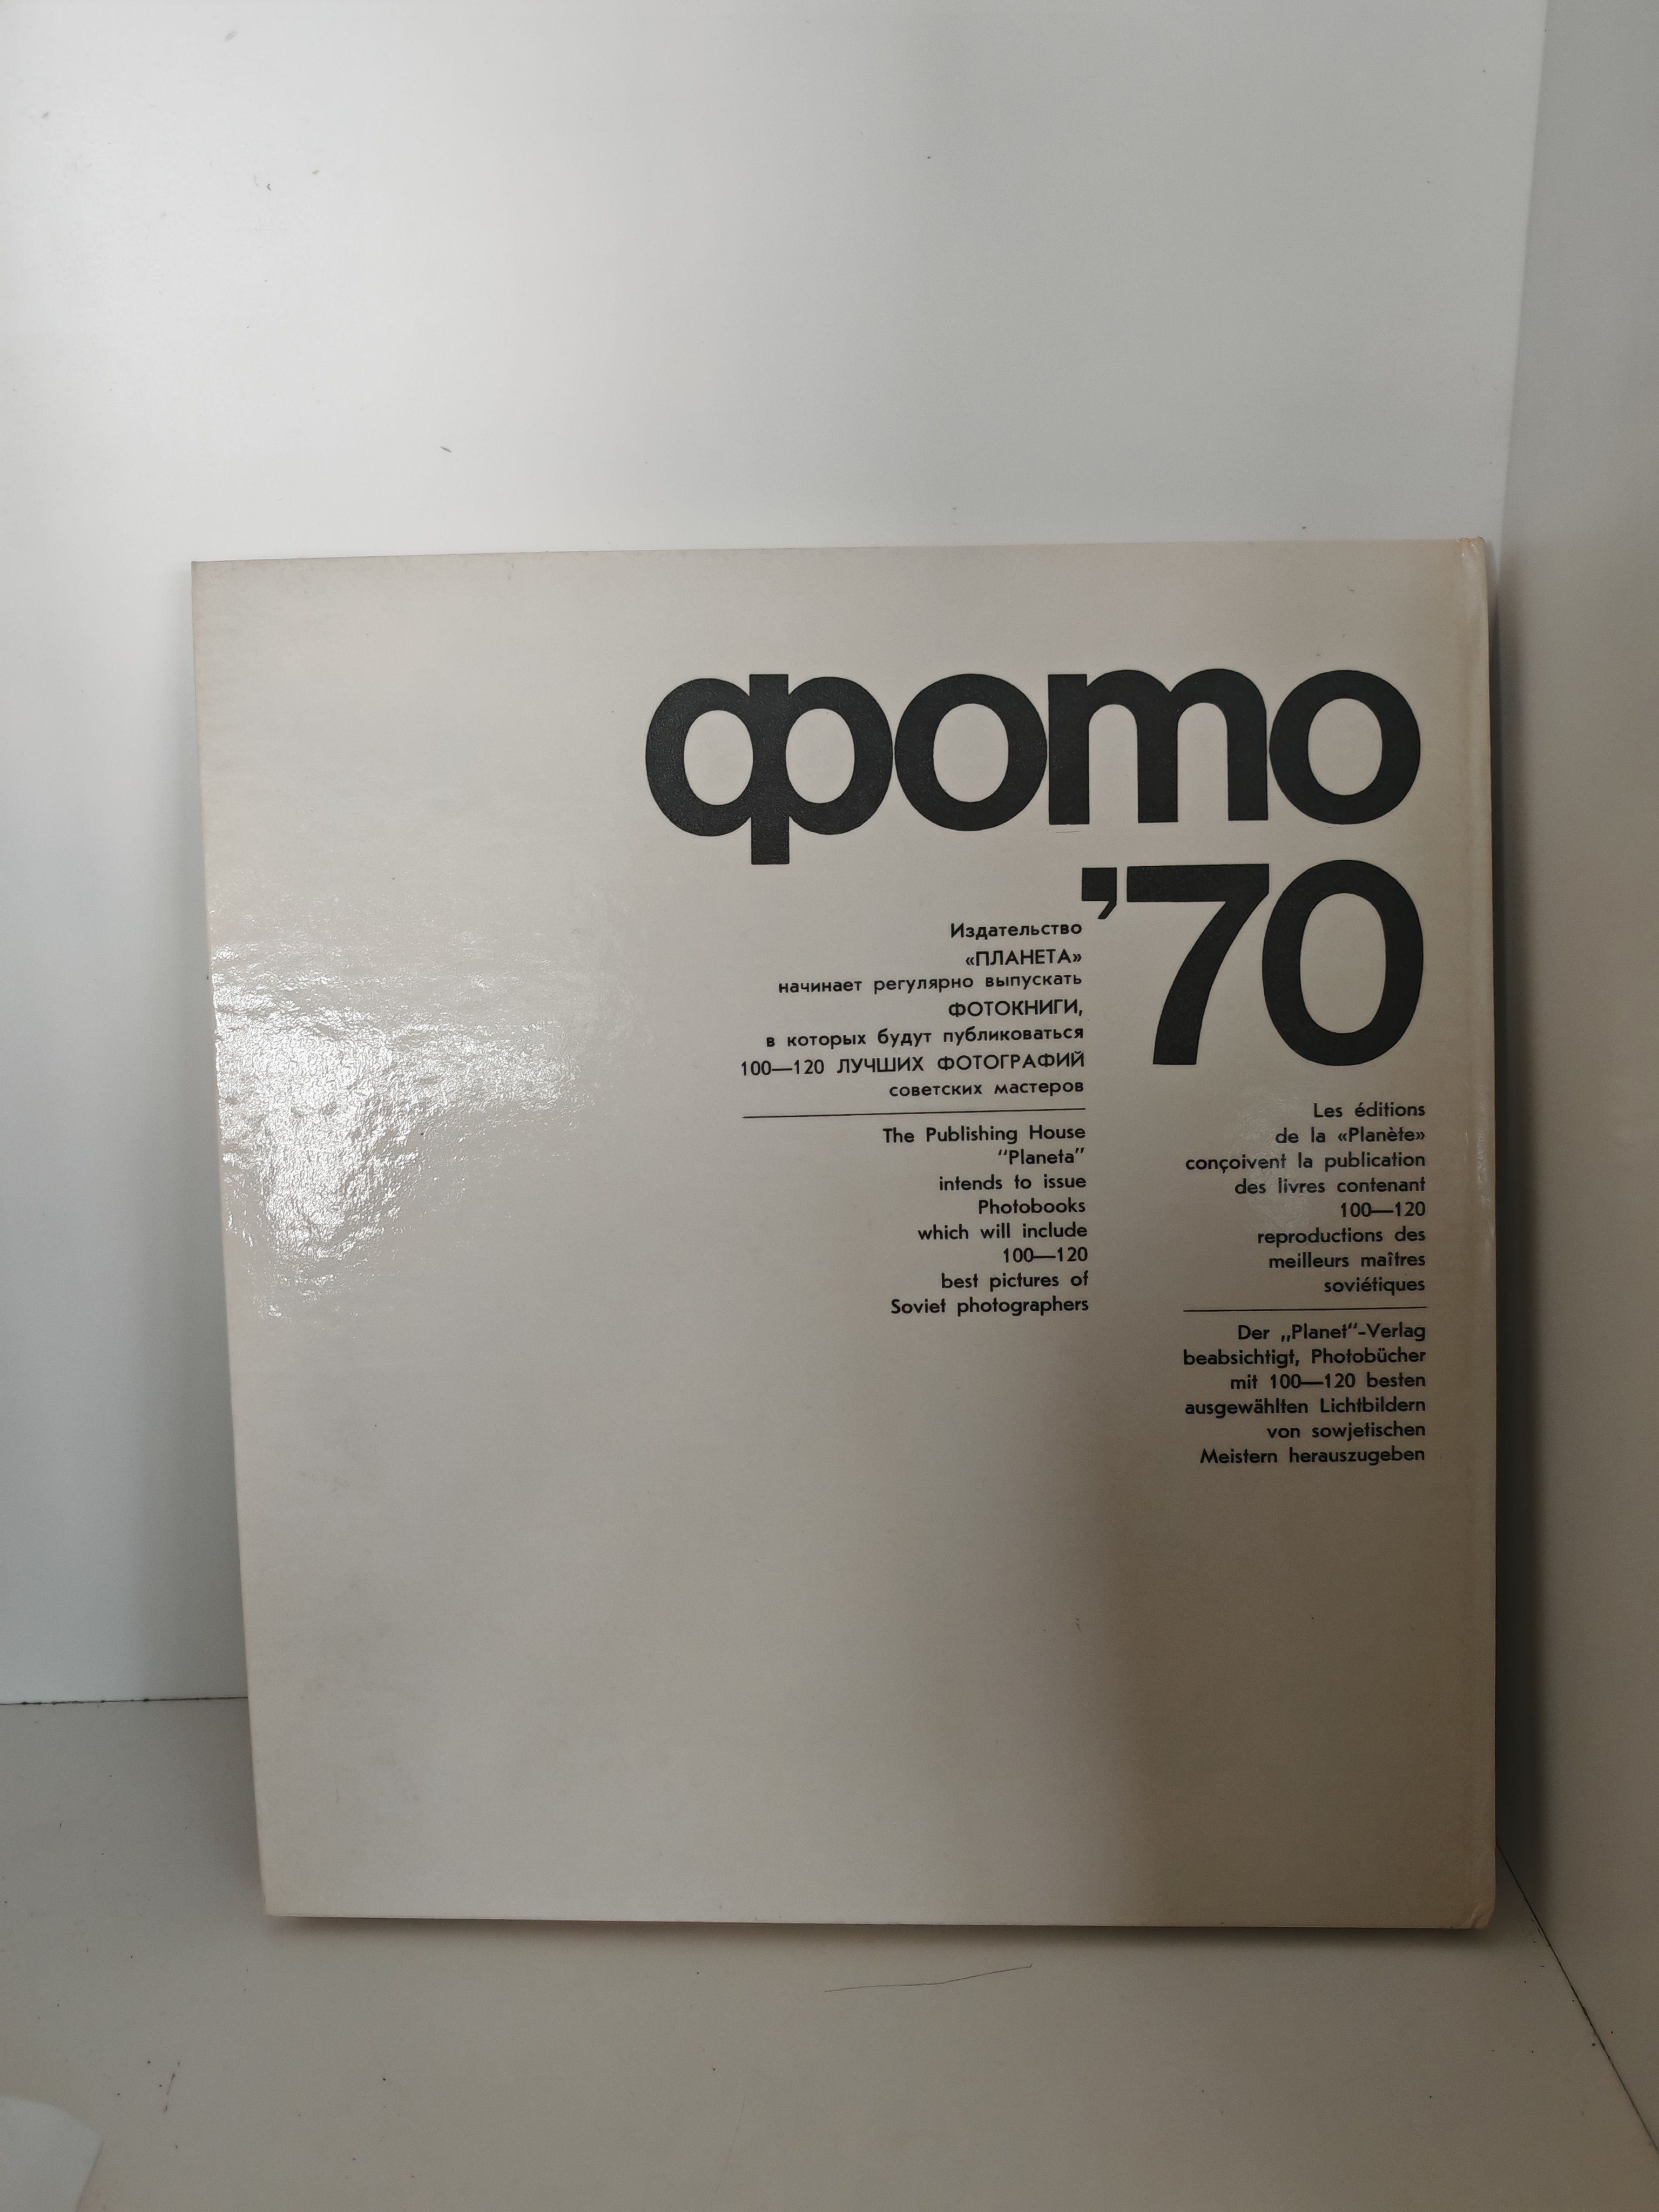 фото
’70
Издательство
«ПЛАНЕТА»
начинает регулярно выпускать
ФОТОКНИГИ,
в которых будут публиковаться
100—120 ЛУЧШИХ ФОТОГРАФИЙ
советских мастеров
The Publishing House
“Planeta”
intends to issue
Photobooks
which will include
100—120
best pictures of
Soviet photographers
Les éditions
de la «Planète»
conçoivent la publication
des livres contenant
100—120
reproductions des
meilleurs maîtres
soviétiques
Der „Planet“-Verlag
beabsichtigt, Photobücher
mit 100—120 besten
ausgewählten Lichtbildern
von sowjetischen
Meistern herauszugeben